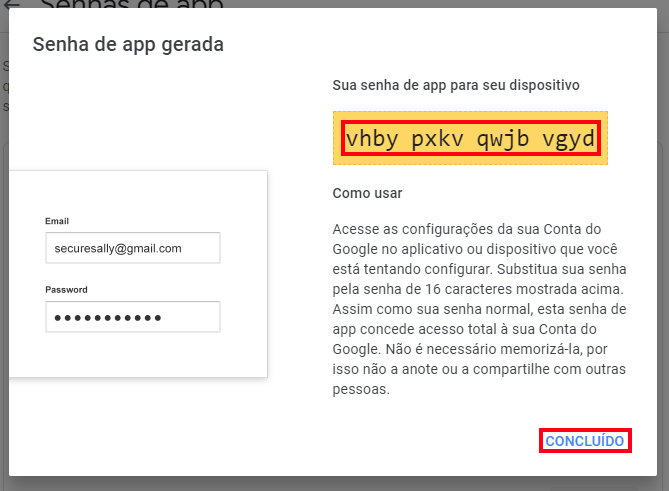 Senhas de app
Senha de app gerada
Sua senha de app para seu dispositivo
vhby pxkv qwjb vgyd
Como usar
Acesse as configurações da sua Conta do
Google no aplicativo ou dispositivo que você
está tentando configurar. Substitua sua senha
pela senha de 16 caracteres mostrada acima.
Assim como sua senha normal, esta senha de
app concede acesso total à sua Conta do
Google. Não é necessário memorizá-la, por
isso não a anote ou a compartilhe com outras
pessoas.
Email
securesally@gmail.com
Password
CONCLUÍDO